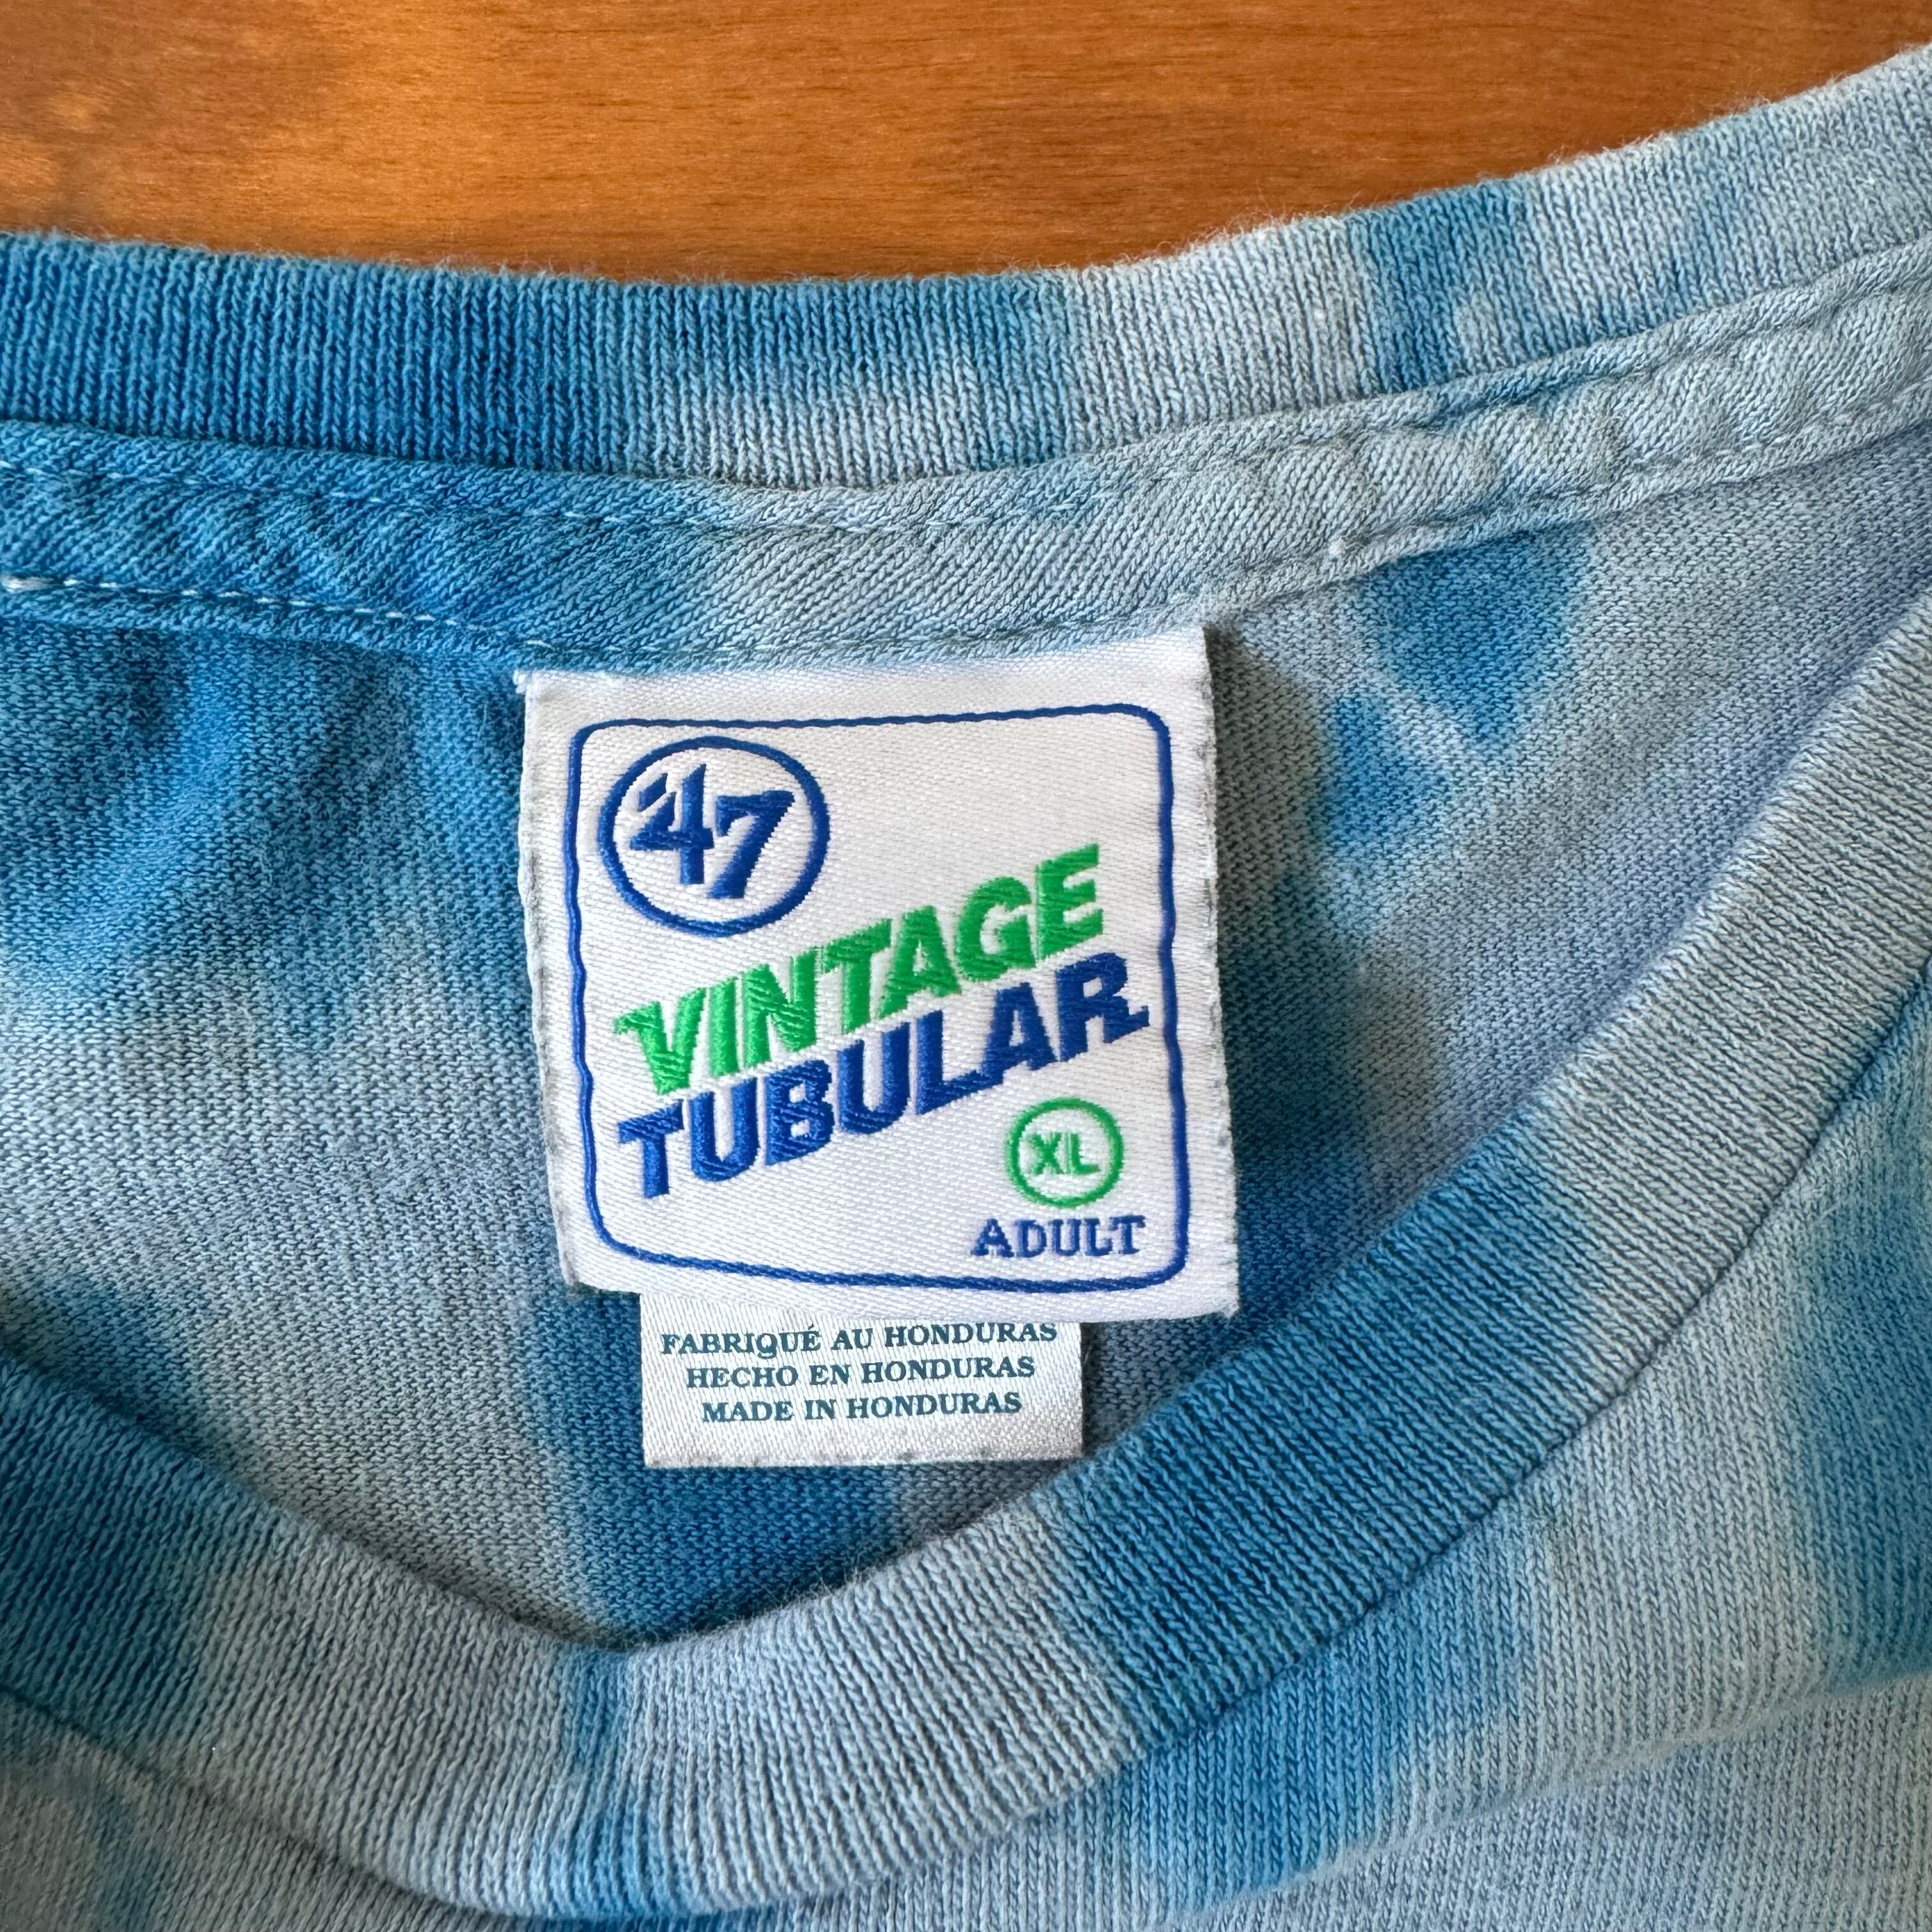 '47
VINTAGE
TUBULAR
XL
ADULT
FABRIQUÉ AU HONDURAS
HECHO EN HONDURAS
MADE IN HONDURAS